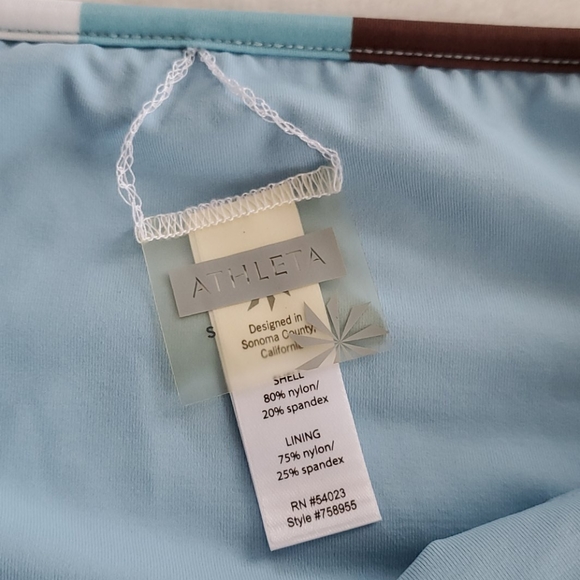 ATHLETA
S
Designed in
Sonoma County,
California
SHELL
80% nylon/
20% spandex
LINING
75% nylon/
25% spandex
RN #54023
Style #758955